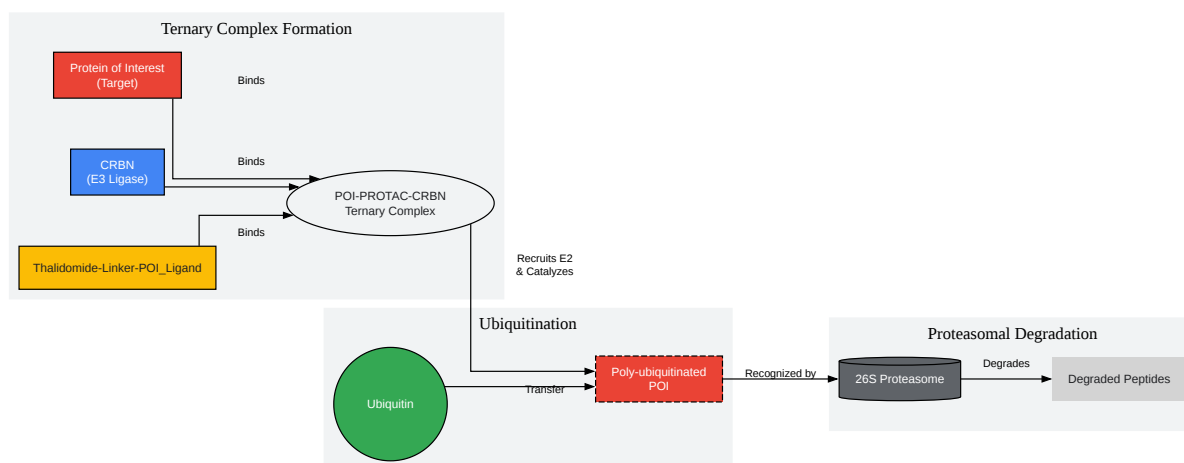 Ternary Complex Formation
Protein of Interest
(Target)
Binds
CRBN
(E3 Ligase)
Binds
POI-PROTAC-CRBN
Ternary Complex
Binds
Thalidomide-Linker-POI_Ligand
Recruits E2
& Catalyzes
Ubiquitination
Ubiquitin
Transfer
Poly-ubiquitinated
POI
Recognized by
Proteasomal Degradation
26S Proteasome
Degrades
Degraded Peptides